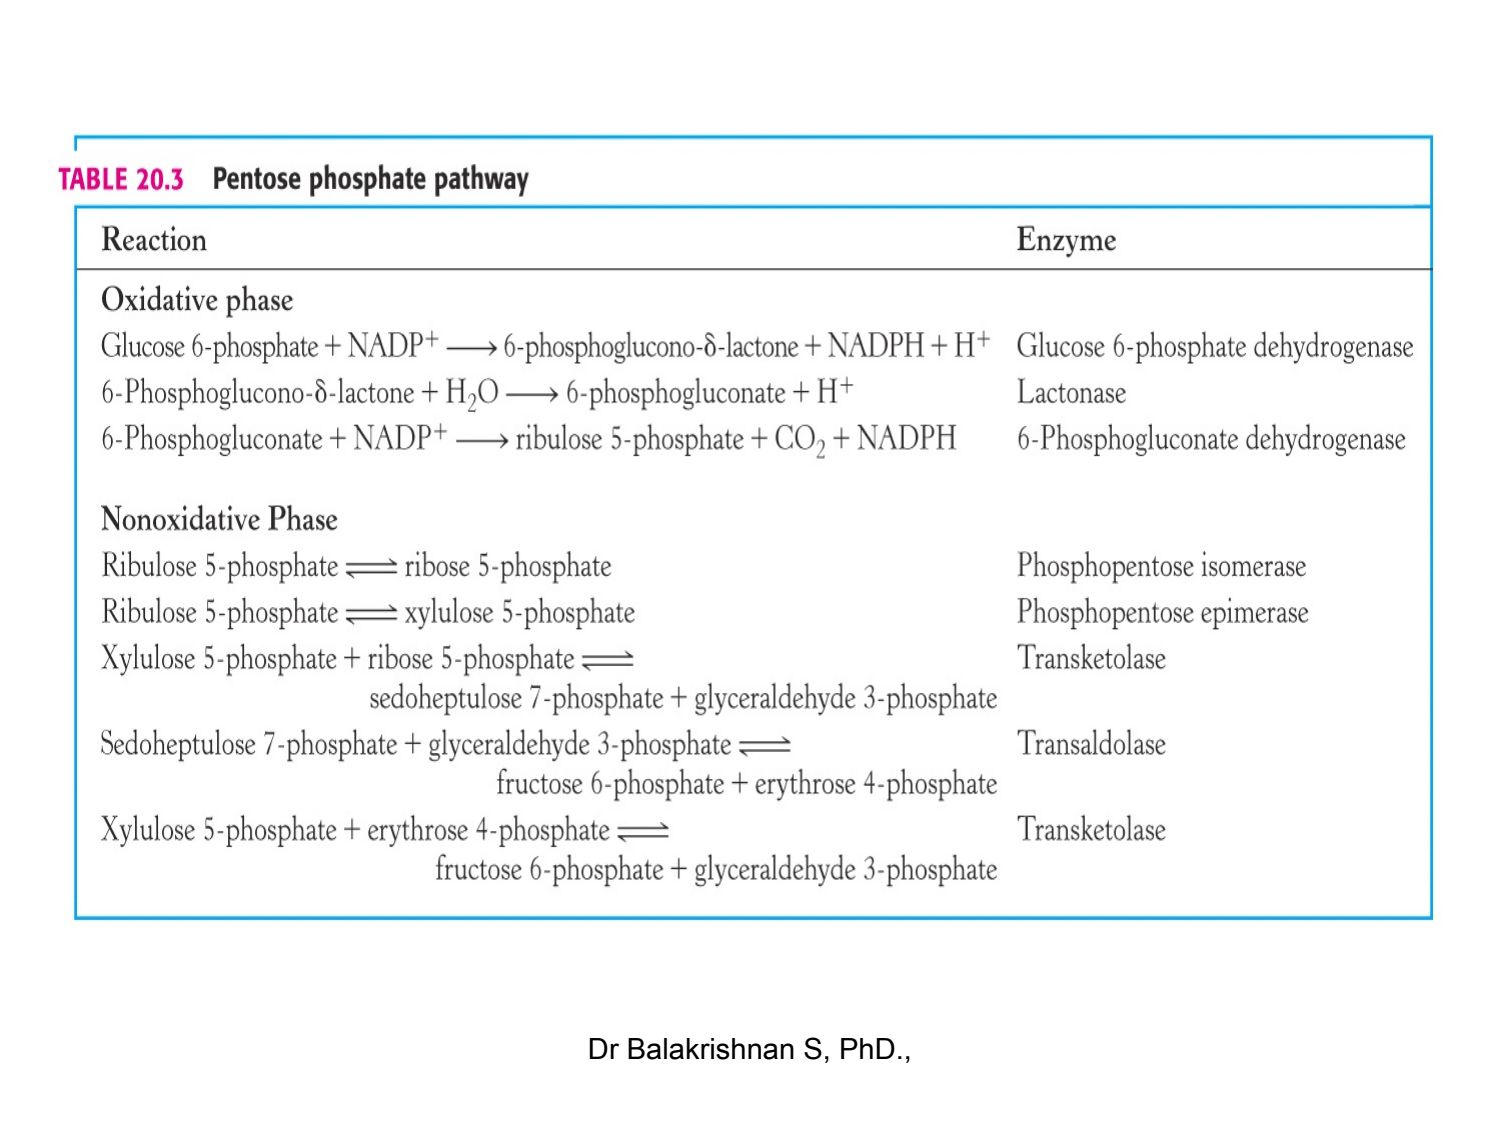 TABLE 20.3 Pentose phosphate pathway
Reaction Enzyme
Oxidative phase
Glucose 6-phosphate + NADP⁺ ⟶ 6-phosphoglucono-δ-lactone + NADPH + H⁺ Glucose 6-phosphate dehydrogenase
6-Phosphoglucono-δ-lactone + H₂O ⟶ 6-phosphogluconate + H⁺ Lactonase
6-Phosphogluconate + NADP⁺ ⟶ ribulose 5-phosphate + CO₂ + NADPH 6-Phosphogluconate dehydrogenase
Nonoxidative Phase
Ribulose 5-phosphate ⇌ ribose 5-phosphate Phosphopentose isomerase
Ribulose 5-phosphate ⇌ xylulose 5-phosphate Phosphopentose epimerase
Xylulose 5-phosphate + ribose 5-phosphate ⇌ Transketolase
sedoheptulose 7-phosphate + glyceraldehyde 3-phosphate
Sedoheptulose 7-phosphate + glyceraldehyde 3-phosphate ⇌ Transaldolase
fructose 6-phosphate + erythrose 4-phosphate
Xylulose 5-phosphate + erythrose 4-phosphate ⇌ Transketolase
fructose 6-phosphate + glyceraldehyde 3-phosphate
Dr Balakrishnan S, PhD.,